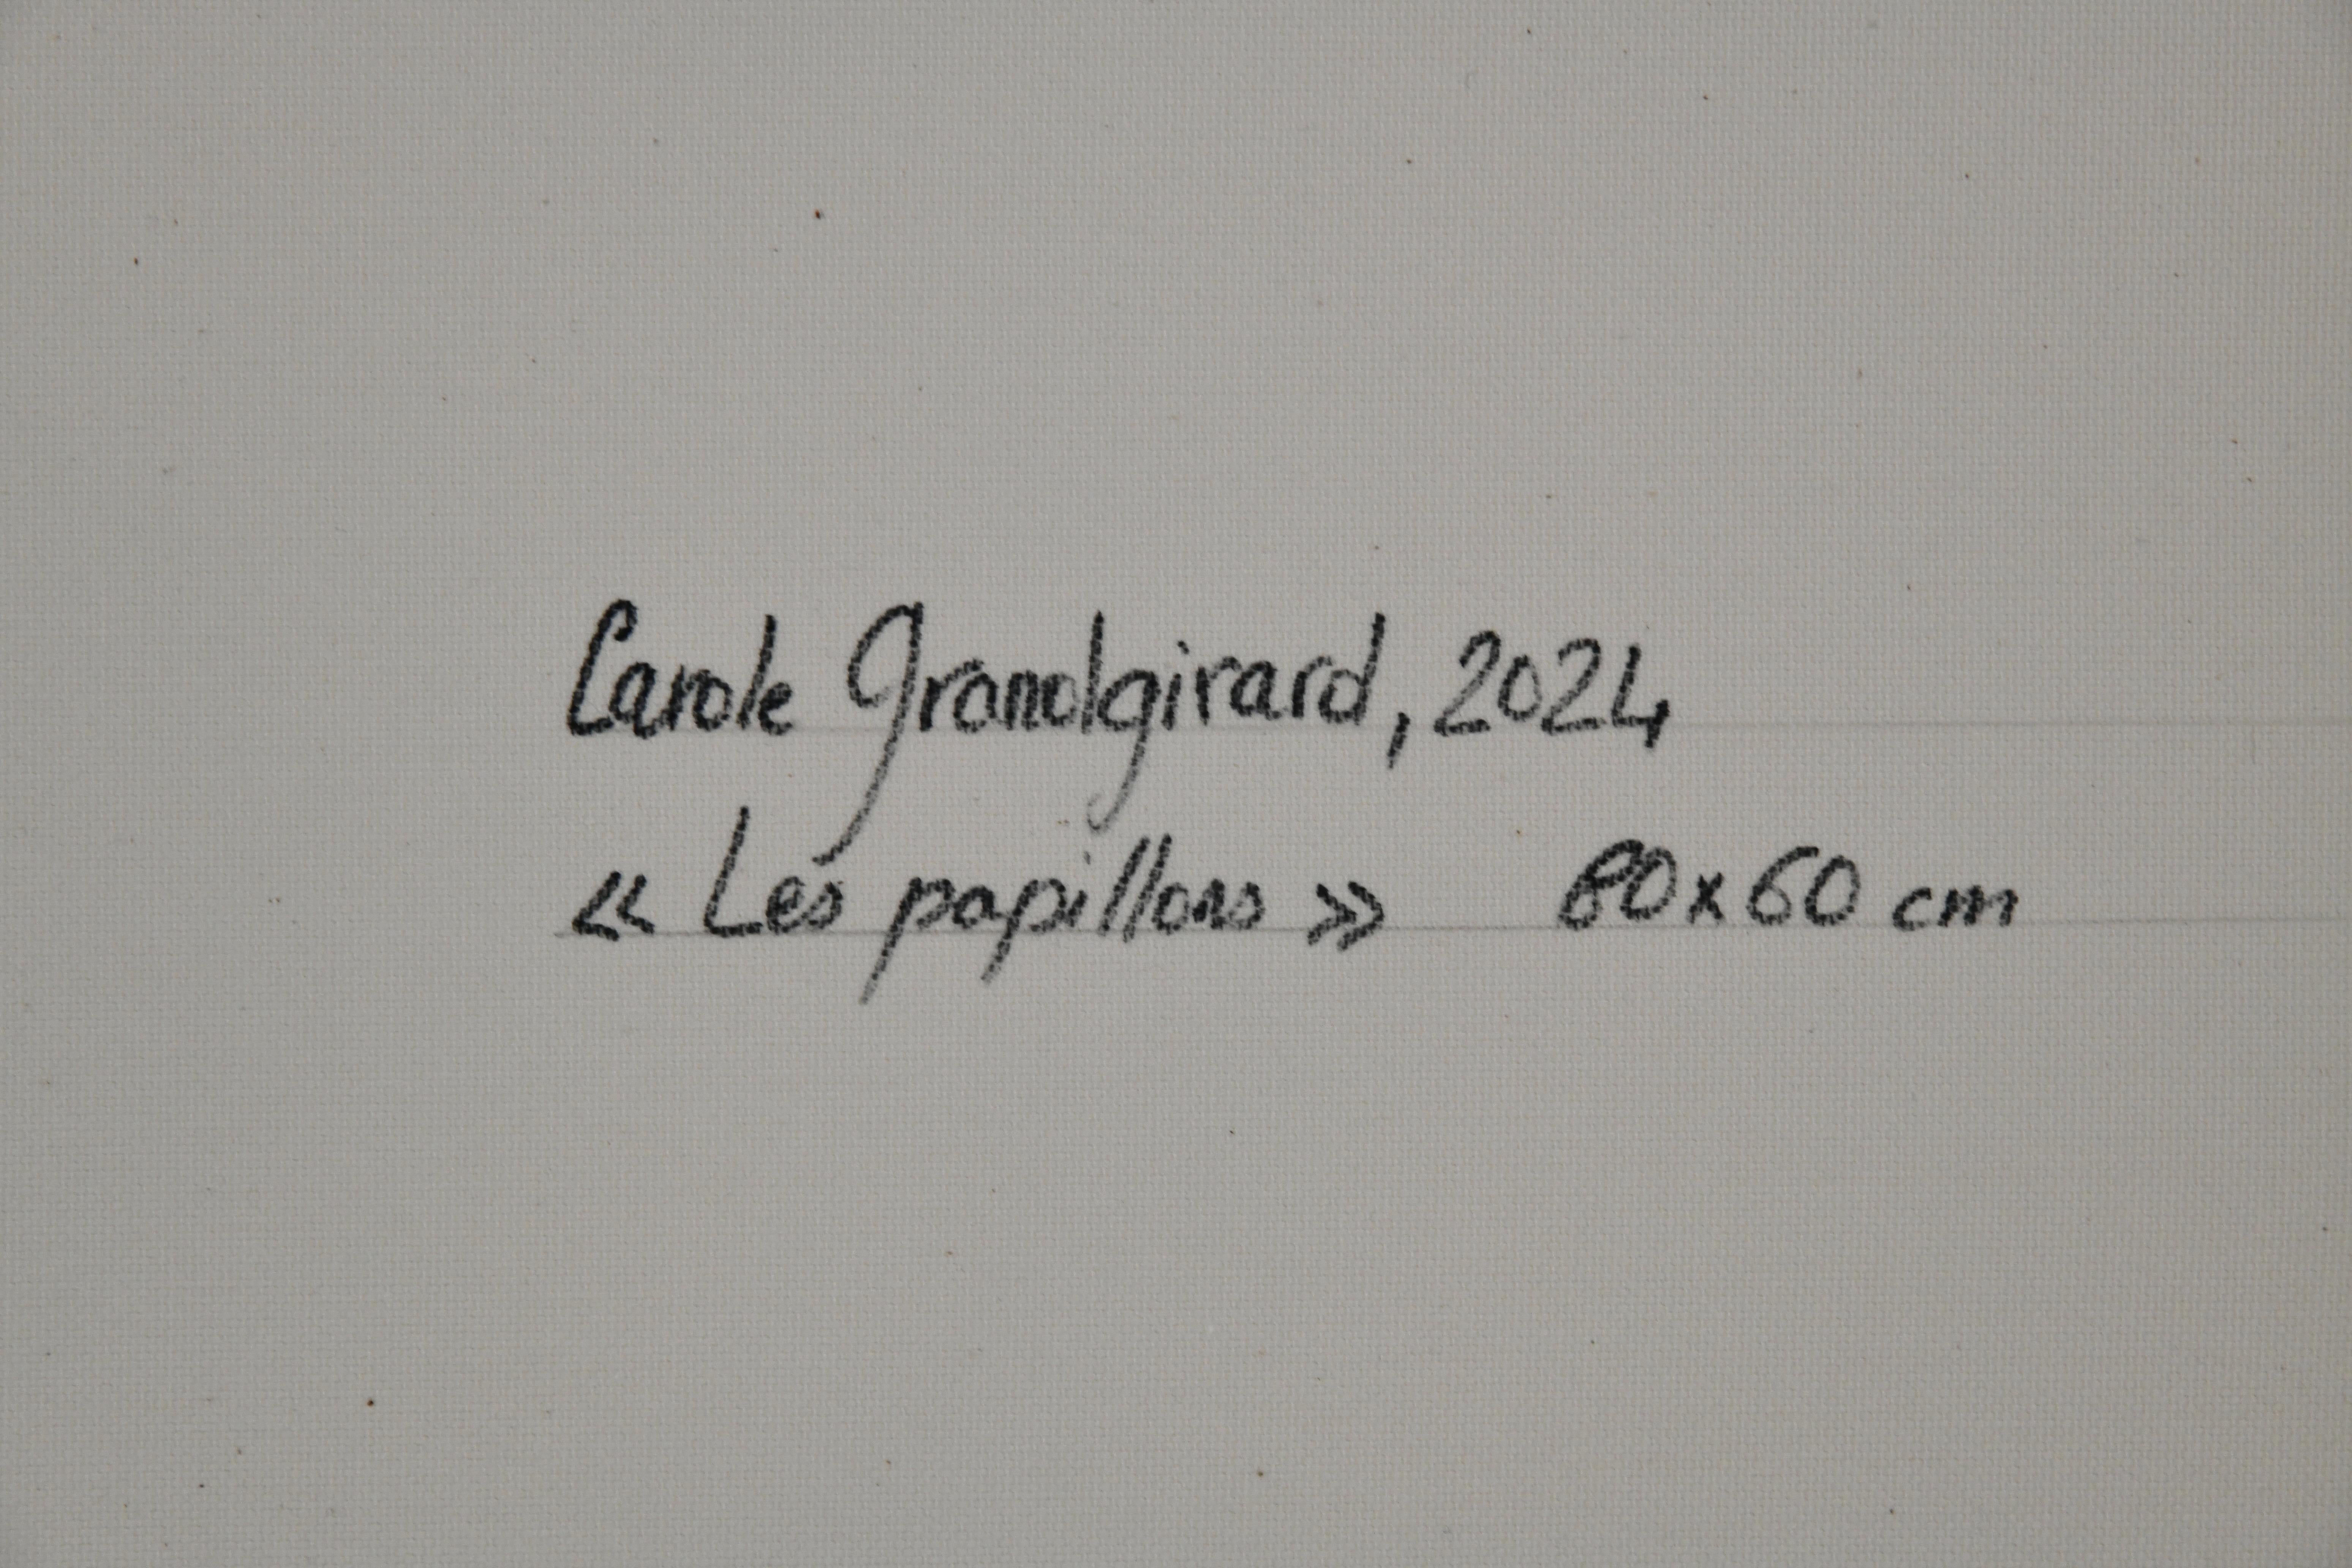 Carole Grandgirard, 2024
« Les papillons » 80x60 cm